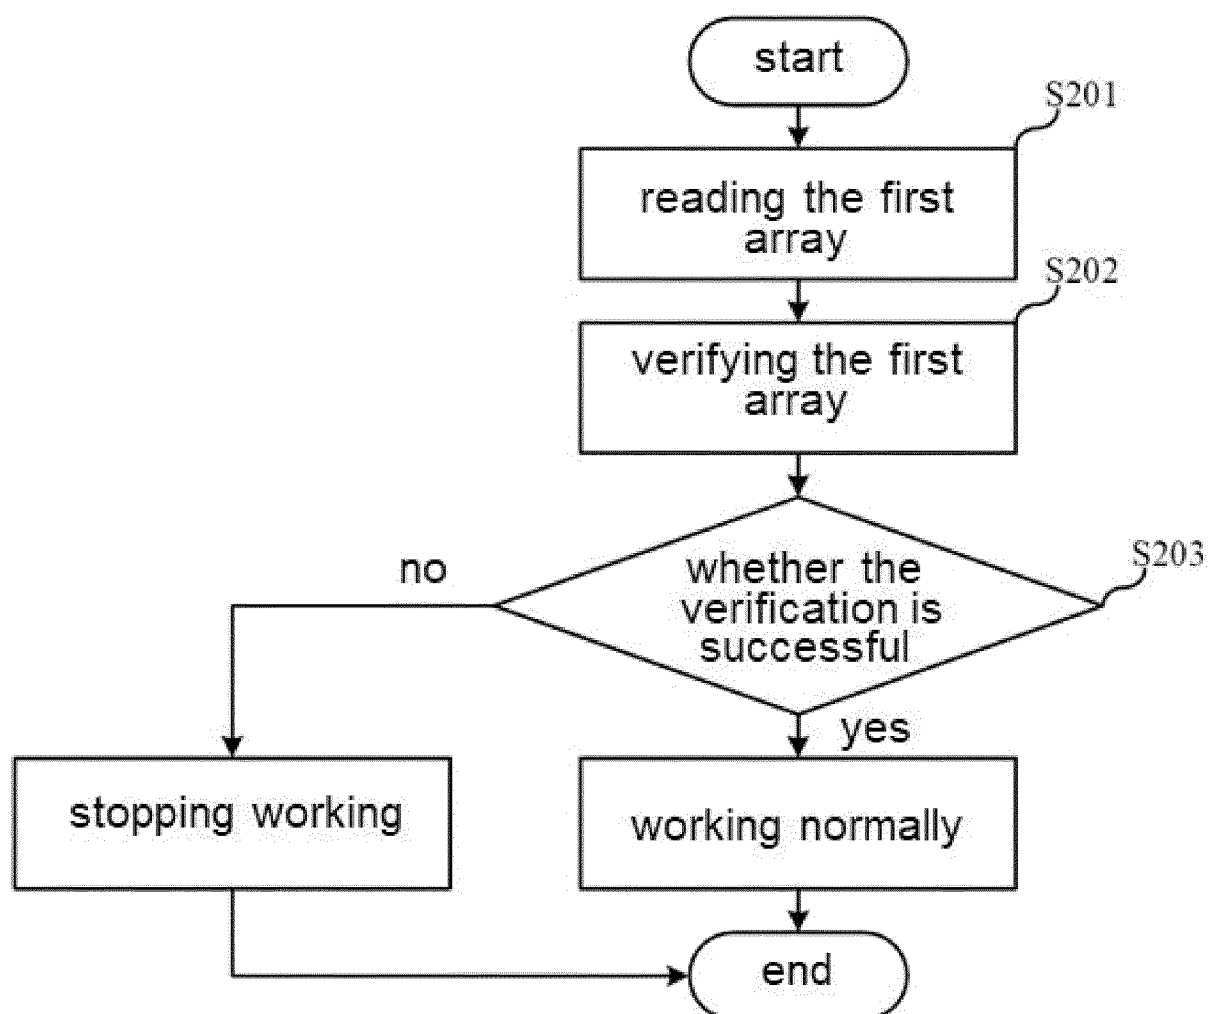 start
S201
reading the first
array
S202
verifying the first
array
no
whether the
verification is
successful
S203
yes
stopping working
working normally
end